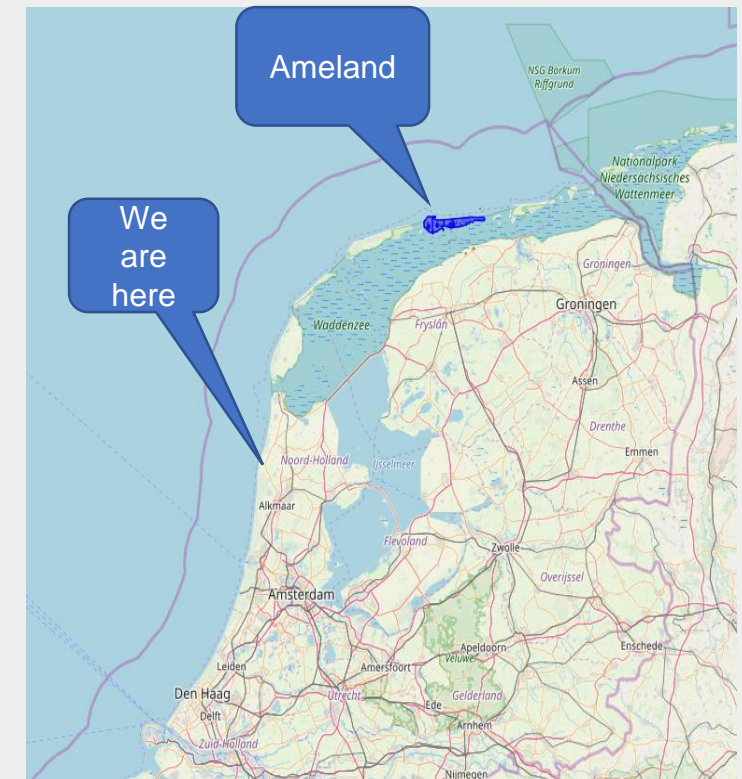 Ameland
We
are
here
NSG Borkum
Riffgrund
Nationalpark
Niedersächsisches
Wattenmeer
Groningen
Groningen
Waddenzee
Fryslân
Assen
Drenthe
Emmen
Noord-Holland
IJsselmeer
Alkmaar
Flevoland
Zwolle
Overijssel
Amsterdam
Enschede
Apeldoorn
Veluwe
Leiden
Amersfoort
Den Haag
Utrecht
Gelderland
Ede
Delft
Arnhem
Zuid-Holland
Nijmegen